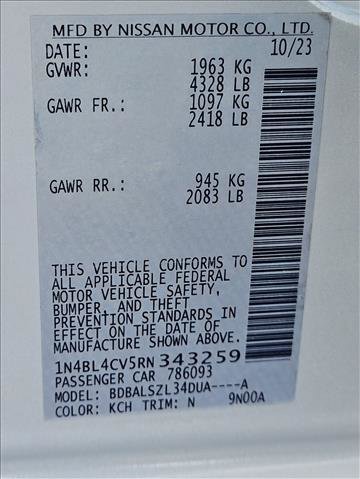 MFD BY NISSAN MOTOR CO., LTD.
DATE: 10/23
GVWR: 1963 KG
4328 LB
GAWR FR.: 1097 KG
2418 LB
GAWR RR.: 945 KG
2083 LB
THIS VEHICLE CONFORMS TO
ALL APPLICABLE FEDERAL
MOTOR VEHICLE SAFETY,
BUMPER, AND THEFT
PREVENTION STANDARDS IN
EFFECT ON THE DATE OF
MANUFACTURE SHOWN ABOVE.
1N4BL4CV5RN343259
PASSENGER CAR 786093
MODEL: BDBALSZL34DUA----A
COLOR: KCH TRIM: N 9N00A